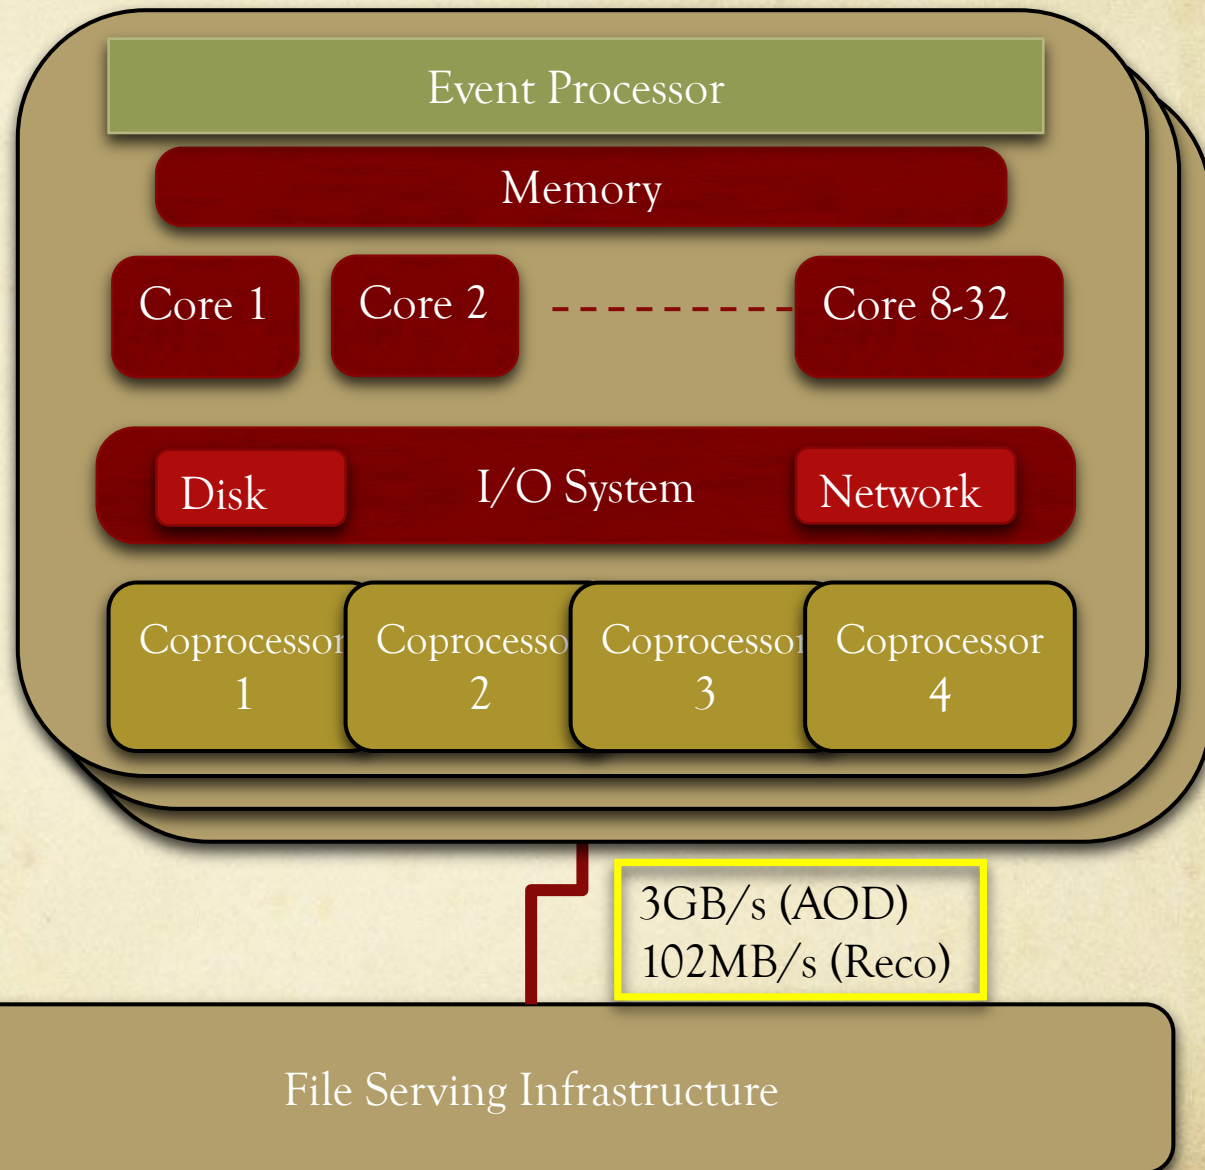 Event Processor
Memory
Core 1
Core 2
Core 8-32
Disk
I/O System
Network
Coprocessor
1
Coprocesso
2
Coprocessor
3
Coprocessor
4
3GB/s (AOD)
102MB/s (Reco)
File Serving Infrastructure